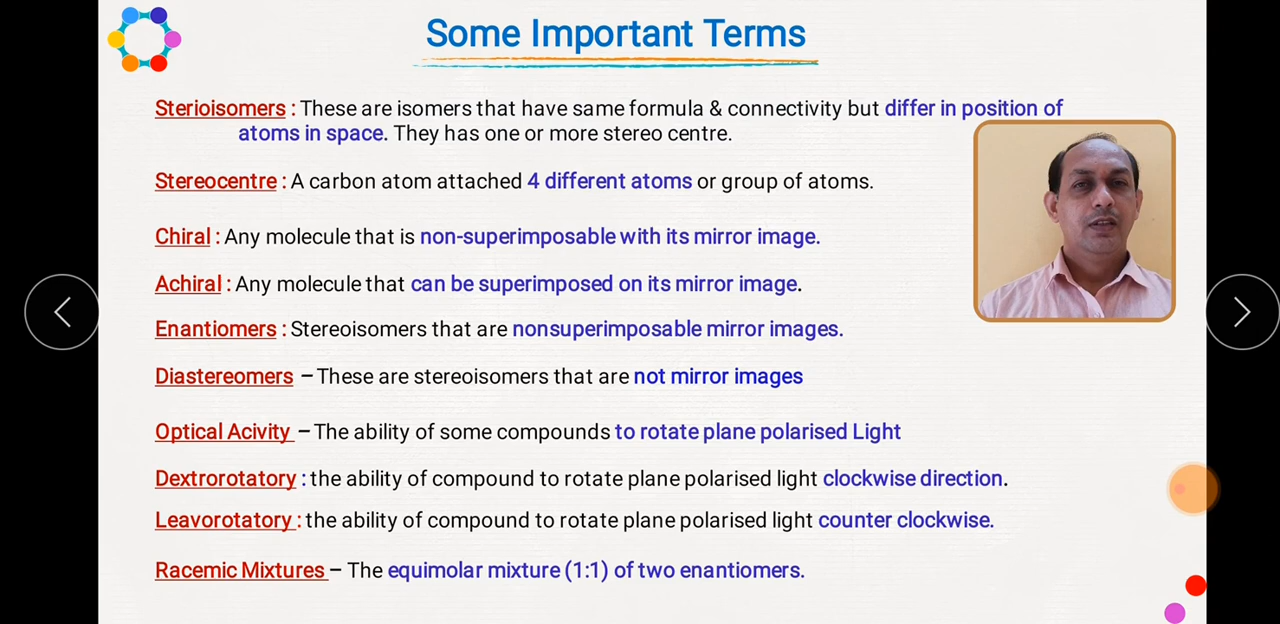 Some Important Terms
Sterioisomers : These are isomers that have same formula & connectivity but differ in position of
atoms in space. They has one or more stereo centre.
Stereocentre : A carbon atom attached 4 different atoms or group of atoms.
Chiral : Any molecule that is non-superimposable with its mirror image.
Achiral : Any molecule that can be superimposed on its mirror image.
Enantiomers : Stereoisomers that are nonsuperimposable mirror images.
Diastereomers – These are stereoisomers that are not mirror images
Optical Acivity – The ability of some compounds to rotate plane polarised Light
Dextrorotatory : the ability of compound to rotate plane polarised light clockwise direction.
Leavorotatory : the ability of compound to rotate plane polarised light counter clockwise.
Racemic Mixtures – The equimolar mixture (1:1) of two enantiomers.